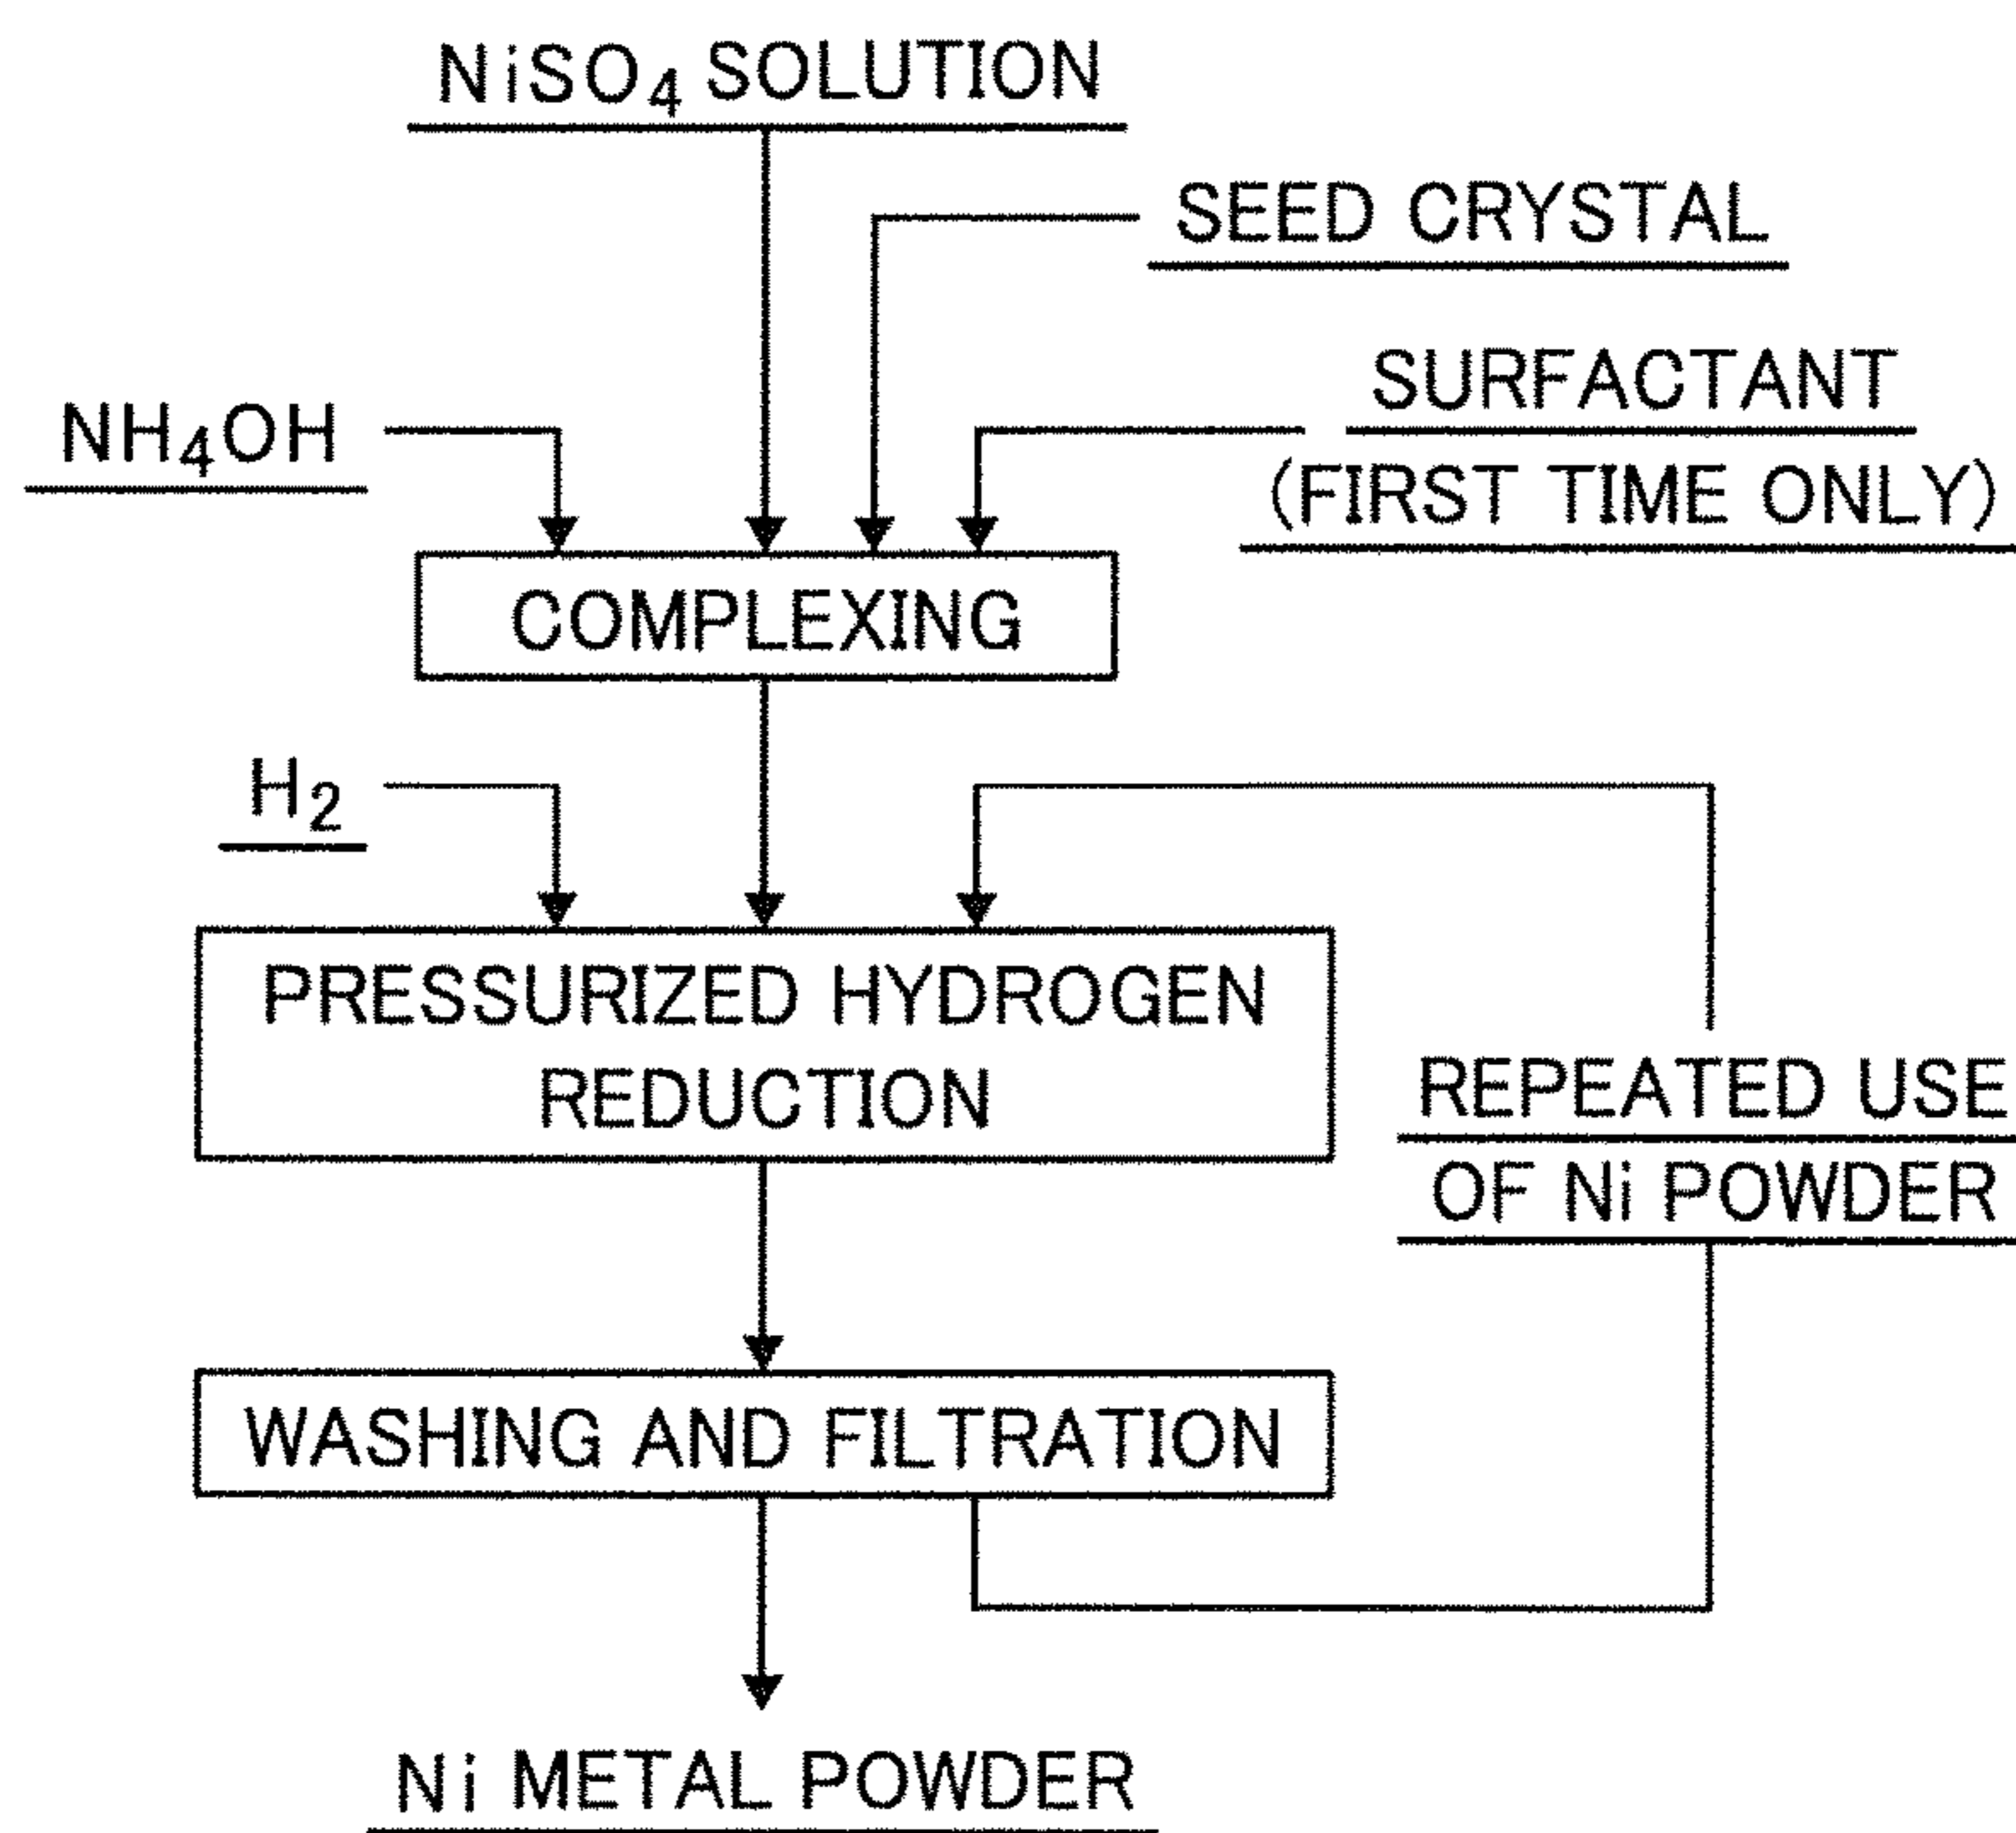 NiSO₄ SOLUTION
SEED CRYSTAL
SURFACTANT
(FIRST TIME ONLY)
NH₄OH
COMPLEXING
H₂
PRESSURIZED HYDROGEN
REDUCTION
REPEATED USE
OF Ni POWDER
WASHING AND FILTRATION
Ni METAL POWDER